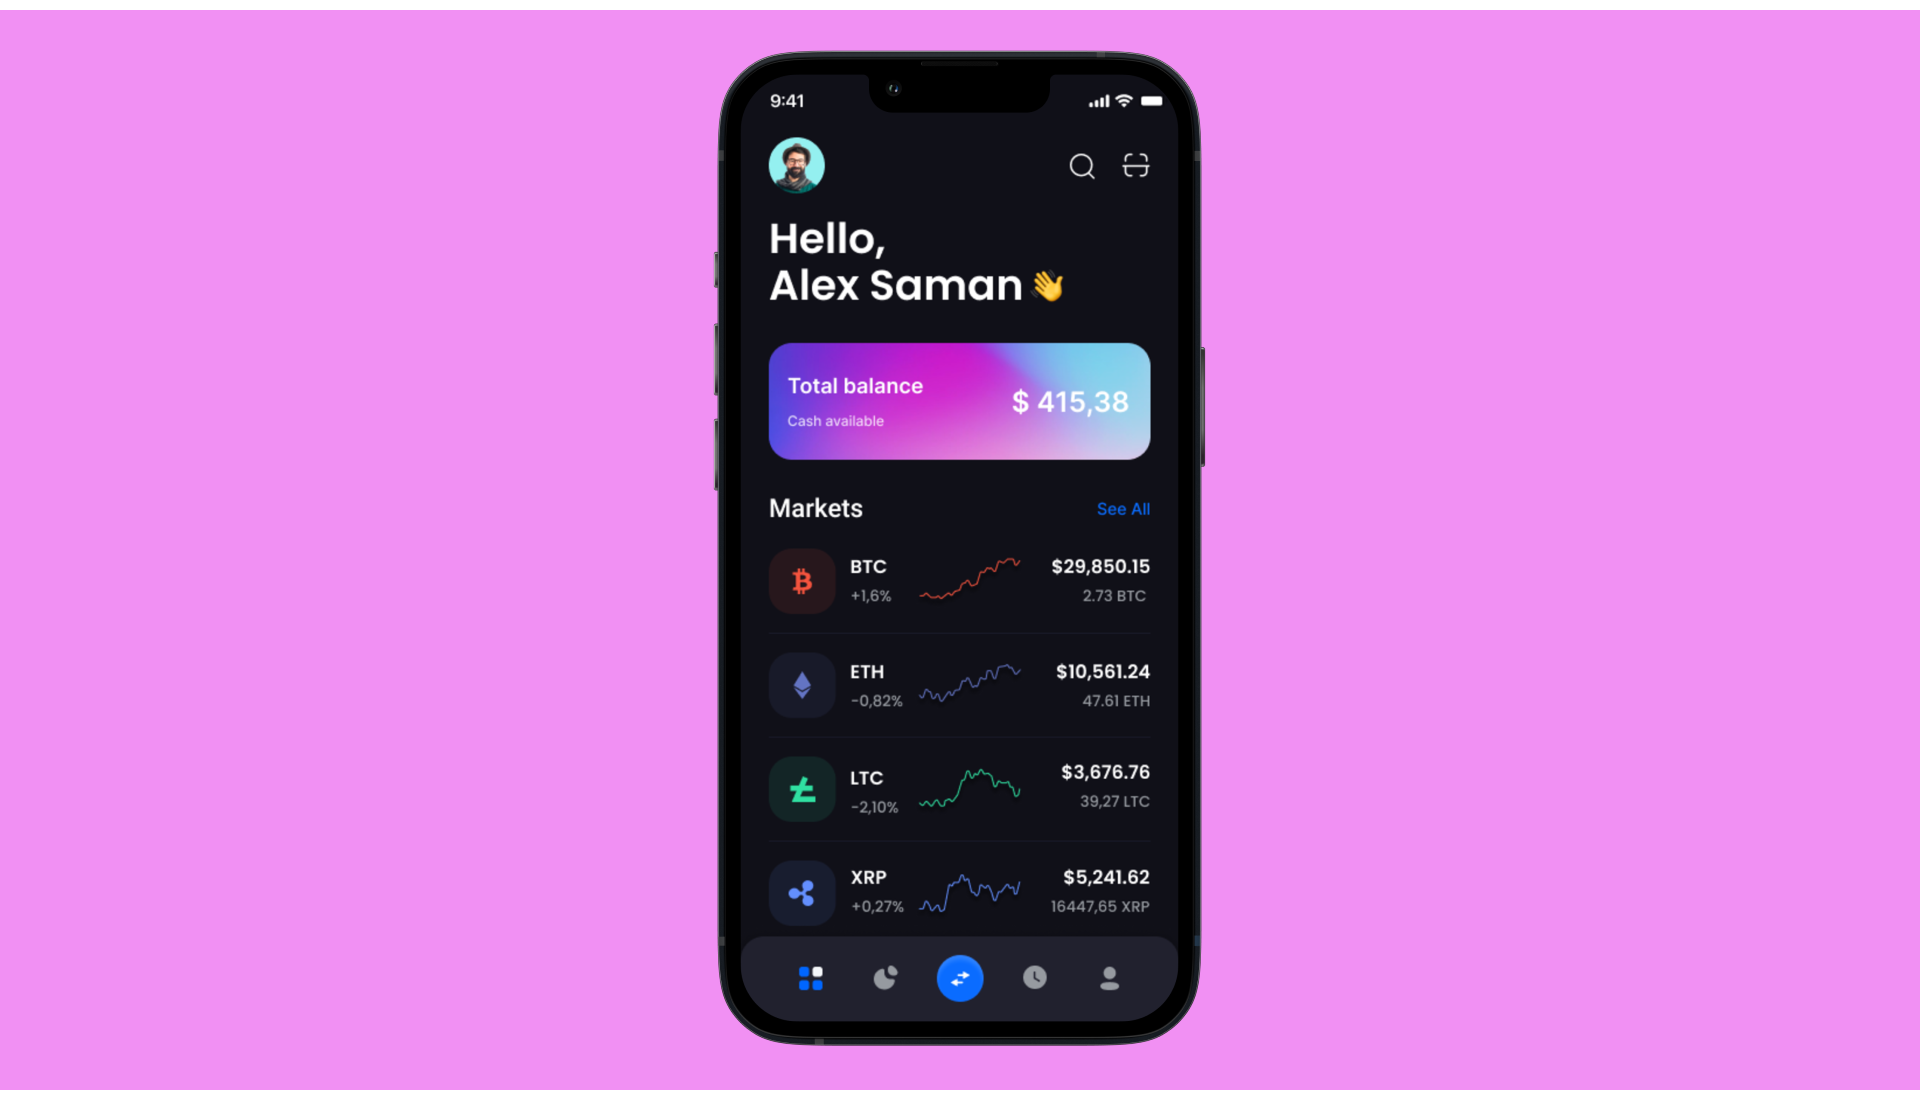 9:41
Hello,
Alex Saman 👋
Total balance
Cash available
$ 415,38
Markets
See All
BTC
+1,6%
$29,850.15
2.73 BTC
ETH
-0,82%
$10,561.24
47.61 ETH
LTC
-2,10%
$3,676.76
39,27 LTC
XRP
+0,27%
$5,241.62
16447,65 XRP